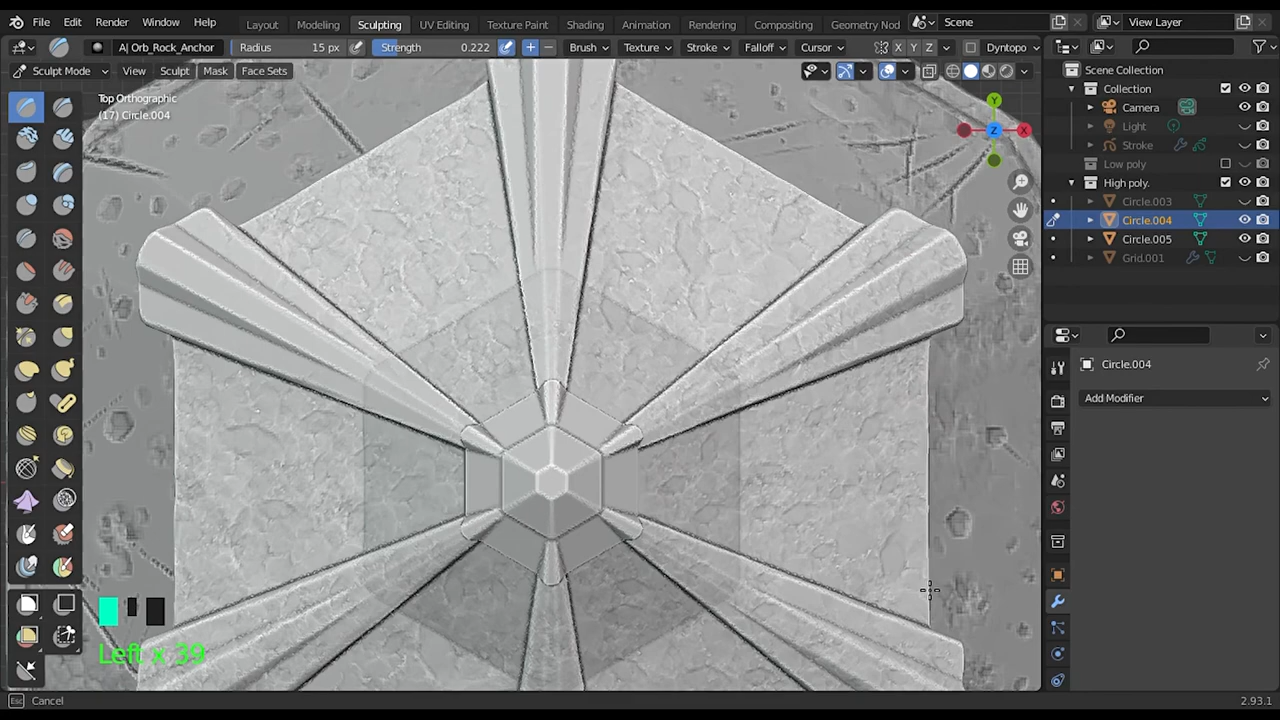 File Edit Render Window Help Layout Modeling Sculpting UV Editing Texture Paint Shading Animation Rendering Compositing Geometry Nod Scene View Layer
A| Orb_Rock_Anchor Radius 15 px Strength 0.222 + − Brush Texture Stroke Falloff Cursor X Y Z Dyntopo
Sculpt Mode View Sculpt Mask Face Sets
Scene Collection
Collection
Camera
Light
Stroke
Low poly
High poly.
Circle.003
Circle.004
Circle.005
Grid.001
Top Orthographic
(17) Circle.004
Y
Z
X
Circle.004
Add Modifier
Left x 39
Esc Cancel
2.93.1